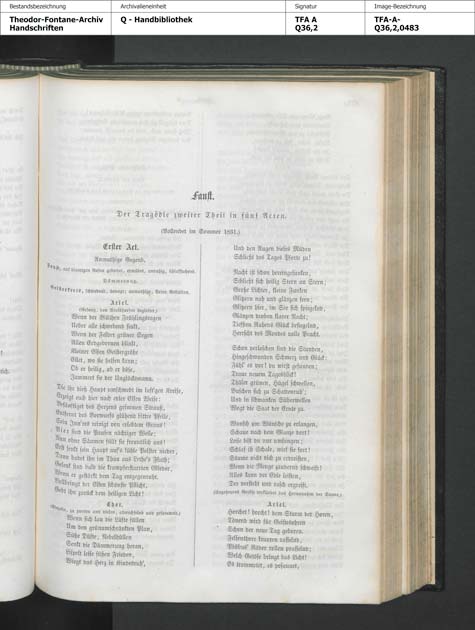 Bestandsbezeichnung
Theodor-Fontane-Archiv
Handschriften
Archivalieneinheit
Q - Handbibliothek
Signatur
TFA A
Q36,2
Image-Bezeichnung
TFA-A-
Q36,2,0483
Faust.
Der Tragödie zweiter Theil in fünf Acten.
(Vollendet im Sommer 1831.)
Erster Act.
Anmuthige Gegend.
Faust, auf blumigen Rasen gebettet, ermüdet, unruhig, schlafsuchend.
Dämmerung.
Geisterkreis, schwebend, bewegt; anmuthige, kleine Gestalten.
Ariel.
(Gesang, von Aeolsharfen begleitet.)
Wenn der Blüthen Frühlingsregen
Ueber alle schwebend sinkt,
Wenn der Felder grüner Segen
Allen Erdgebornen blinkt,
Kleiner Elfen Geistergröße
Eilet, wo sie helfen kann;
Ob er heilig, ob er böse,
Jammert sie der Unglücksmann.
Die ihr dieß Haupt umschwebt im luft'gen Kreise,
Erzeigt euch hier nach edler Elfen Weise:
Besänftiget des Herzens grimmen Strauß,
Entfernt des Vorwurfs glühend bittre Pfeile,
Sein Inn'res reinigt von erlebtem Graus!
Vier sind die Pausen nächtiger Weile;
Nun ohne Säumen füllt sie freundlich aus!
Erst senkt sein Haupt auf's kühle Polster nieder,
Dann badet ihn im Thau aus Lethe's Fluth;
Gelenk sind bald die krampferstarrten Glieder,
Wenn er gestärkt dem Tag entgegenruht.
Vollbringt der Elfen schönste Pflicht,
Gebt ihn zurück dem heiligen Licht!
Chor.
(Einzeln, zu zweien und vielen, abwechselnd und gesammelt.)
Wenn sich lau die Lüfte füllen
Um den grünumschränkten Plan,
Süße Düfte, Nebelhüllen
Senkt die Dämmerung heran,
Lispelt leise süßen Frieden,
Wiegt das Herz in Kindesruh',
Und den Augen dieses Müden
Schließt des Tages Pforte zu!
Nacht ist schon hereingesunken,
Schließt sich heilig Stern an Stern;
Große Lichter, kleine Funken
Glitzern nah und glänzen fern;
Glitzern hier, im See sich spiegelnd,
Glänzen droben klarer Nacht;
Tiefsten Ruhens Glück besiegelnd,
Herrscht des Mondes volle Pracht.
Schon verloschen sind die Stunden,
Hingeschwunden Schmerz und Glück;
Fühl' es vor! du wirst gesunden;
Traue neuem Tagesblick!
Thäler grünen, Hügel schwellen,
Buschen sich zu Schattenruh';
Und in schwanken Silberwellen
Wogt die Saat der Ernte zu.
Wunsch um Wünsche zu erlangen,
Schaue nach dem Glanze dort!
Leise bist du nur umfangen;
Schlaf ist Schale, wirf sie fort!
Säume nicht dich zu erdreisten,
Wenn die Menge zaudernd schweift!
Alles kann der Edle leisten,
Der versteht und rasch ergreift.
(Ungeheures Getöse verkündet das Herannahen der Sonne.)
Ariel.
Horchet! horcht! dem Sturm der Horen,
Tönend wird für Geistesohren
Schon der neue Tag geboren.
Felsenthore knarren rasselnd,
Phöbus' Räder rollen prasselnd;
Welch Getöse bringt das Licht!
Es trommetet, es posaunet,